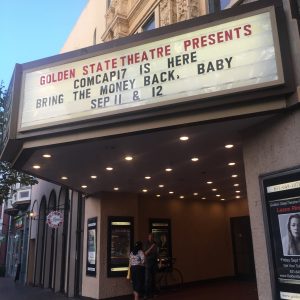 GOLDEN STATE THEATRE PRESENTS
COMCAP17 IS HERE
BRING THE MONEY BACK, BABY
SEP 11 & 12